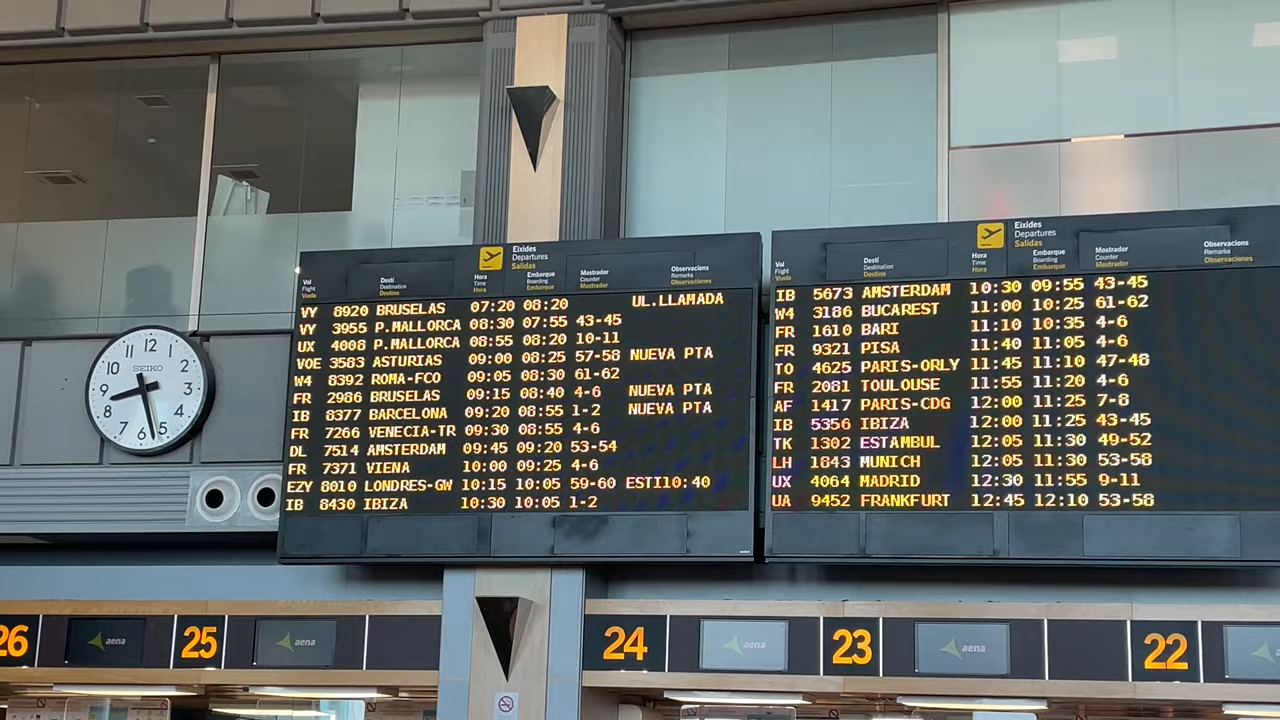 Eixides
Departures
Salidas
Vol
Flight
Vuelo
Destí
Destination
Destino
Hora
Time
Hora
Embarque
Boarding
Embarque
Mostrador
Counter
Mostrador
Observacions
Remarks
Observaciones
VY 8920 BRUSELAS 07:20 08:20 UL.LLAMADA
VY 3955 P.MALLORCA 08:30 07:55 43-45
UX 4008 P.MALLORCA 08:55 08:20 10-11
VOE 3583 ASTURIAS 09:00 08:25 57-58 NUEVA PTA
W4 8392 ROMA-FCO 09:05 08:30 61-62
FR 2986 BRUSELAS 09:15 08:40 4-6 NUEVA PTA
IB 8377 BARCELONA 09:20 08:55 1-2 NUEVA PTA
FR 7266 VENECIA-TR 09:30 08:55 4-6
DL 7514 AMSTERDAM 09:45 09:20 53-54
FR 7371 VIENA 10:00 09:25 4-6
EZY 8010 LONDRES-GW 10:15 10:05 59-60 ESTI10:40
IB 8430 IBIZA 10:30 10:05 1-2
Eixides
Departures
Salidas
Vol
Flight
Vuelo
Destí
Destination
Destino
Hora
Time
Hora
Embarque
Boarding
Embarque
Mostrador
Counter
Mostrador
Observacions
Remarks
Observaciones
IB 5673 AMSTERDAM 10:30 09:55 43-45
W4 3186 BUCAREST 11:00 10:25 61-62
FR 1610 BARI 11:10 10:35 4-6
FR 9321 PISA 11:40 11:05 4-6
TO 4625 PARIS-ORLY 11:45 11:10 47-48
FR 2081 TOULOUSE 11:55 11:20 4-6
AF 1417 PARIS-CDG 12:00 11:25 7-8
IB 5356 IBIZA 12:00 11:25 43-45
TK 1302 ESTAMBUL 12:05 11:30 49-52
LH 1843 MUNICH 12:05 11:30 53-58
UX 4064 MADRID 12:30 11:55 9-11
UA 9452 FRANKFURT 12:45 12:10 53-58
12
1
2
3
4
5
6
7
8
9
10
11
SEIKO
26 aena 25 aena 24 aena 23 aena 22 aena